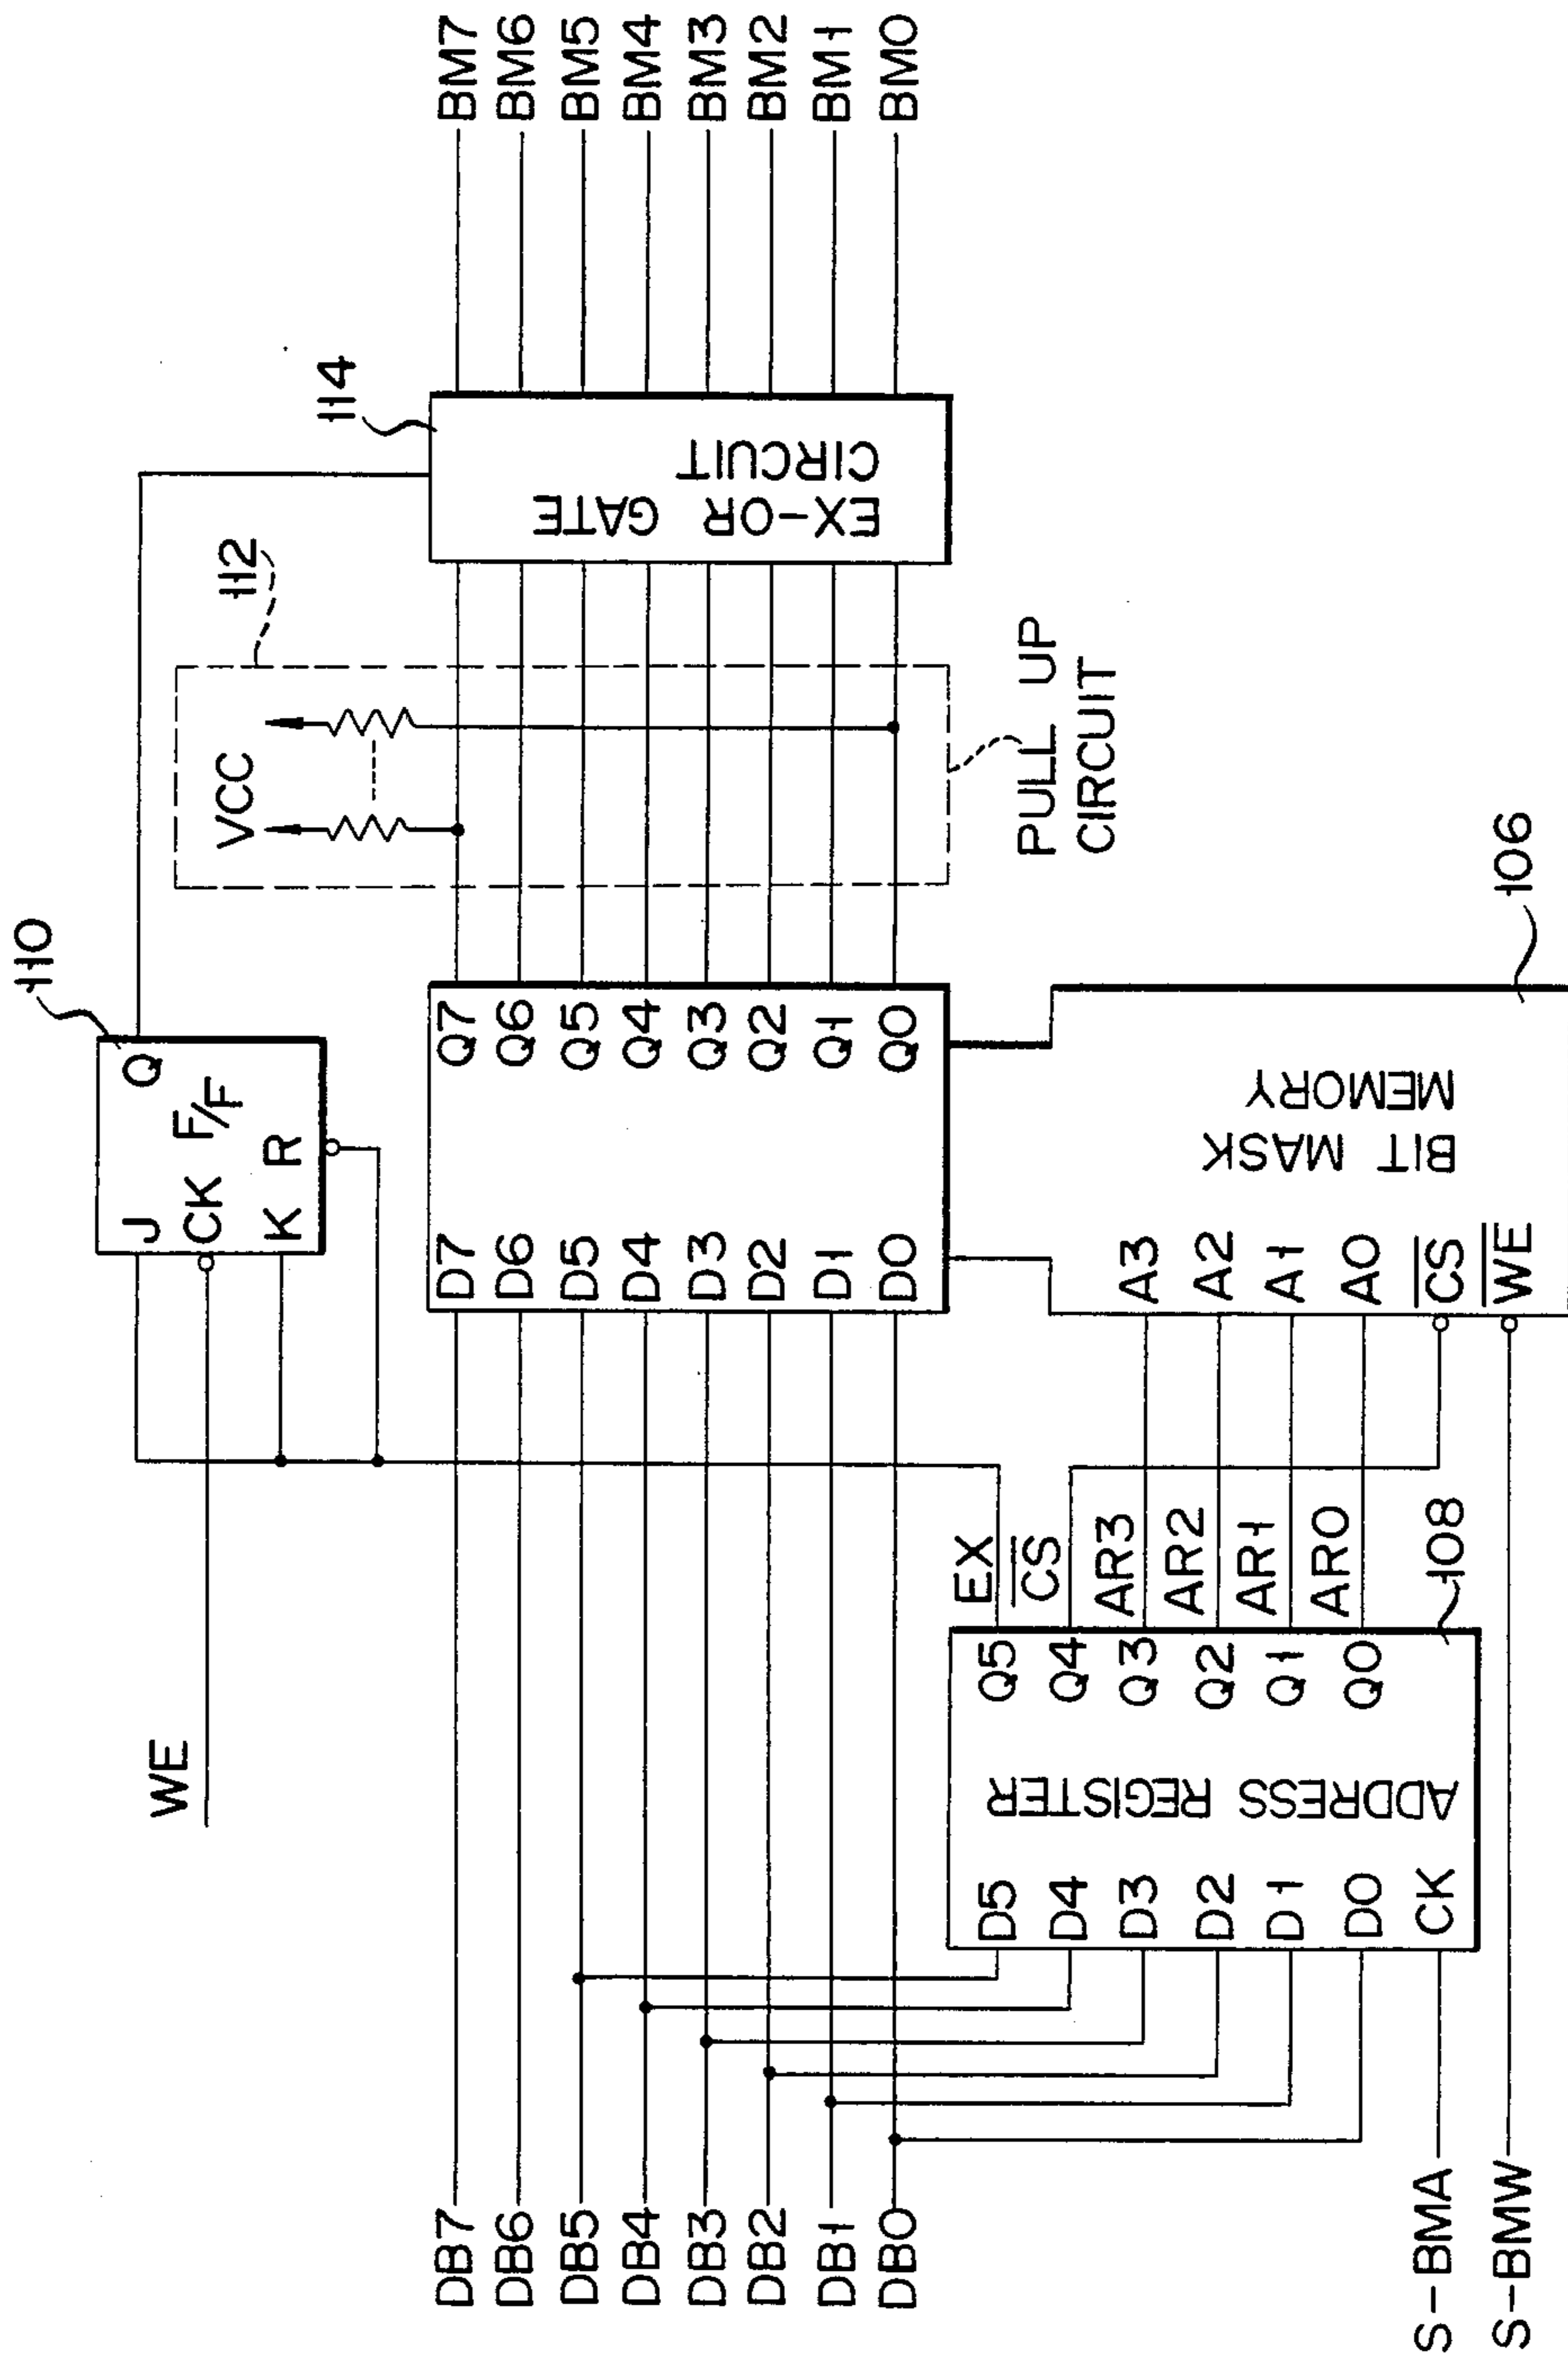 110
WE
J
CK F/F
K R
Q
112
VCC
114
DB7
DB6
DB5
DB4
DB3
DB2
DB1
DB0
D7
D6
D5
D4
D3
D2
D1
D0
Q7
Q6
Q5
Q4
Q3
Q2
Q1
Q0
EX-OR GATE
CIRCUIT
BM7
BM6
BM5
BM4
BM3
BM2
BM1
BM0
PULL UP
CIRCUIT
S-BMA
S-BMW
D5
D4
D3
D2
D1
D0
CK
ADDRESS REGISTER
Q5
Q4
Q3
Q2
Q1
Q0
108
EX
C̅S̅
AR3
AR2
AR1
AR0
A3
A2
A1
A0
C̅S̅
W̅E̅
BIT MASK
MEMORY
106